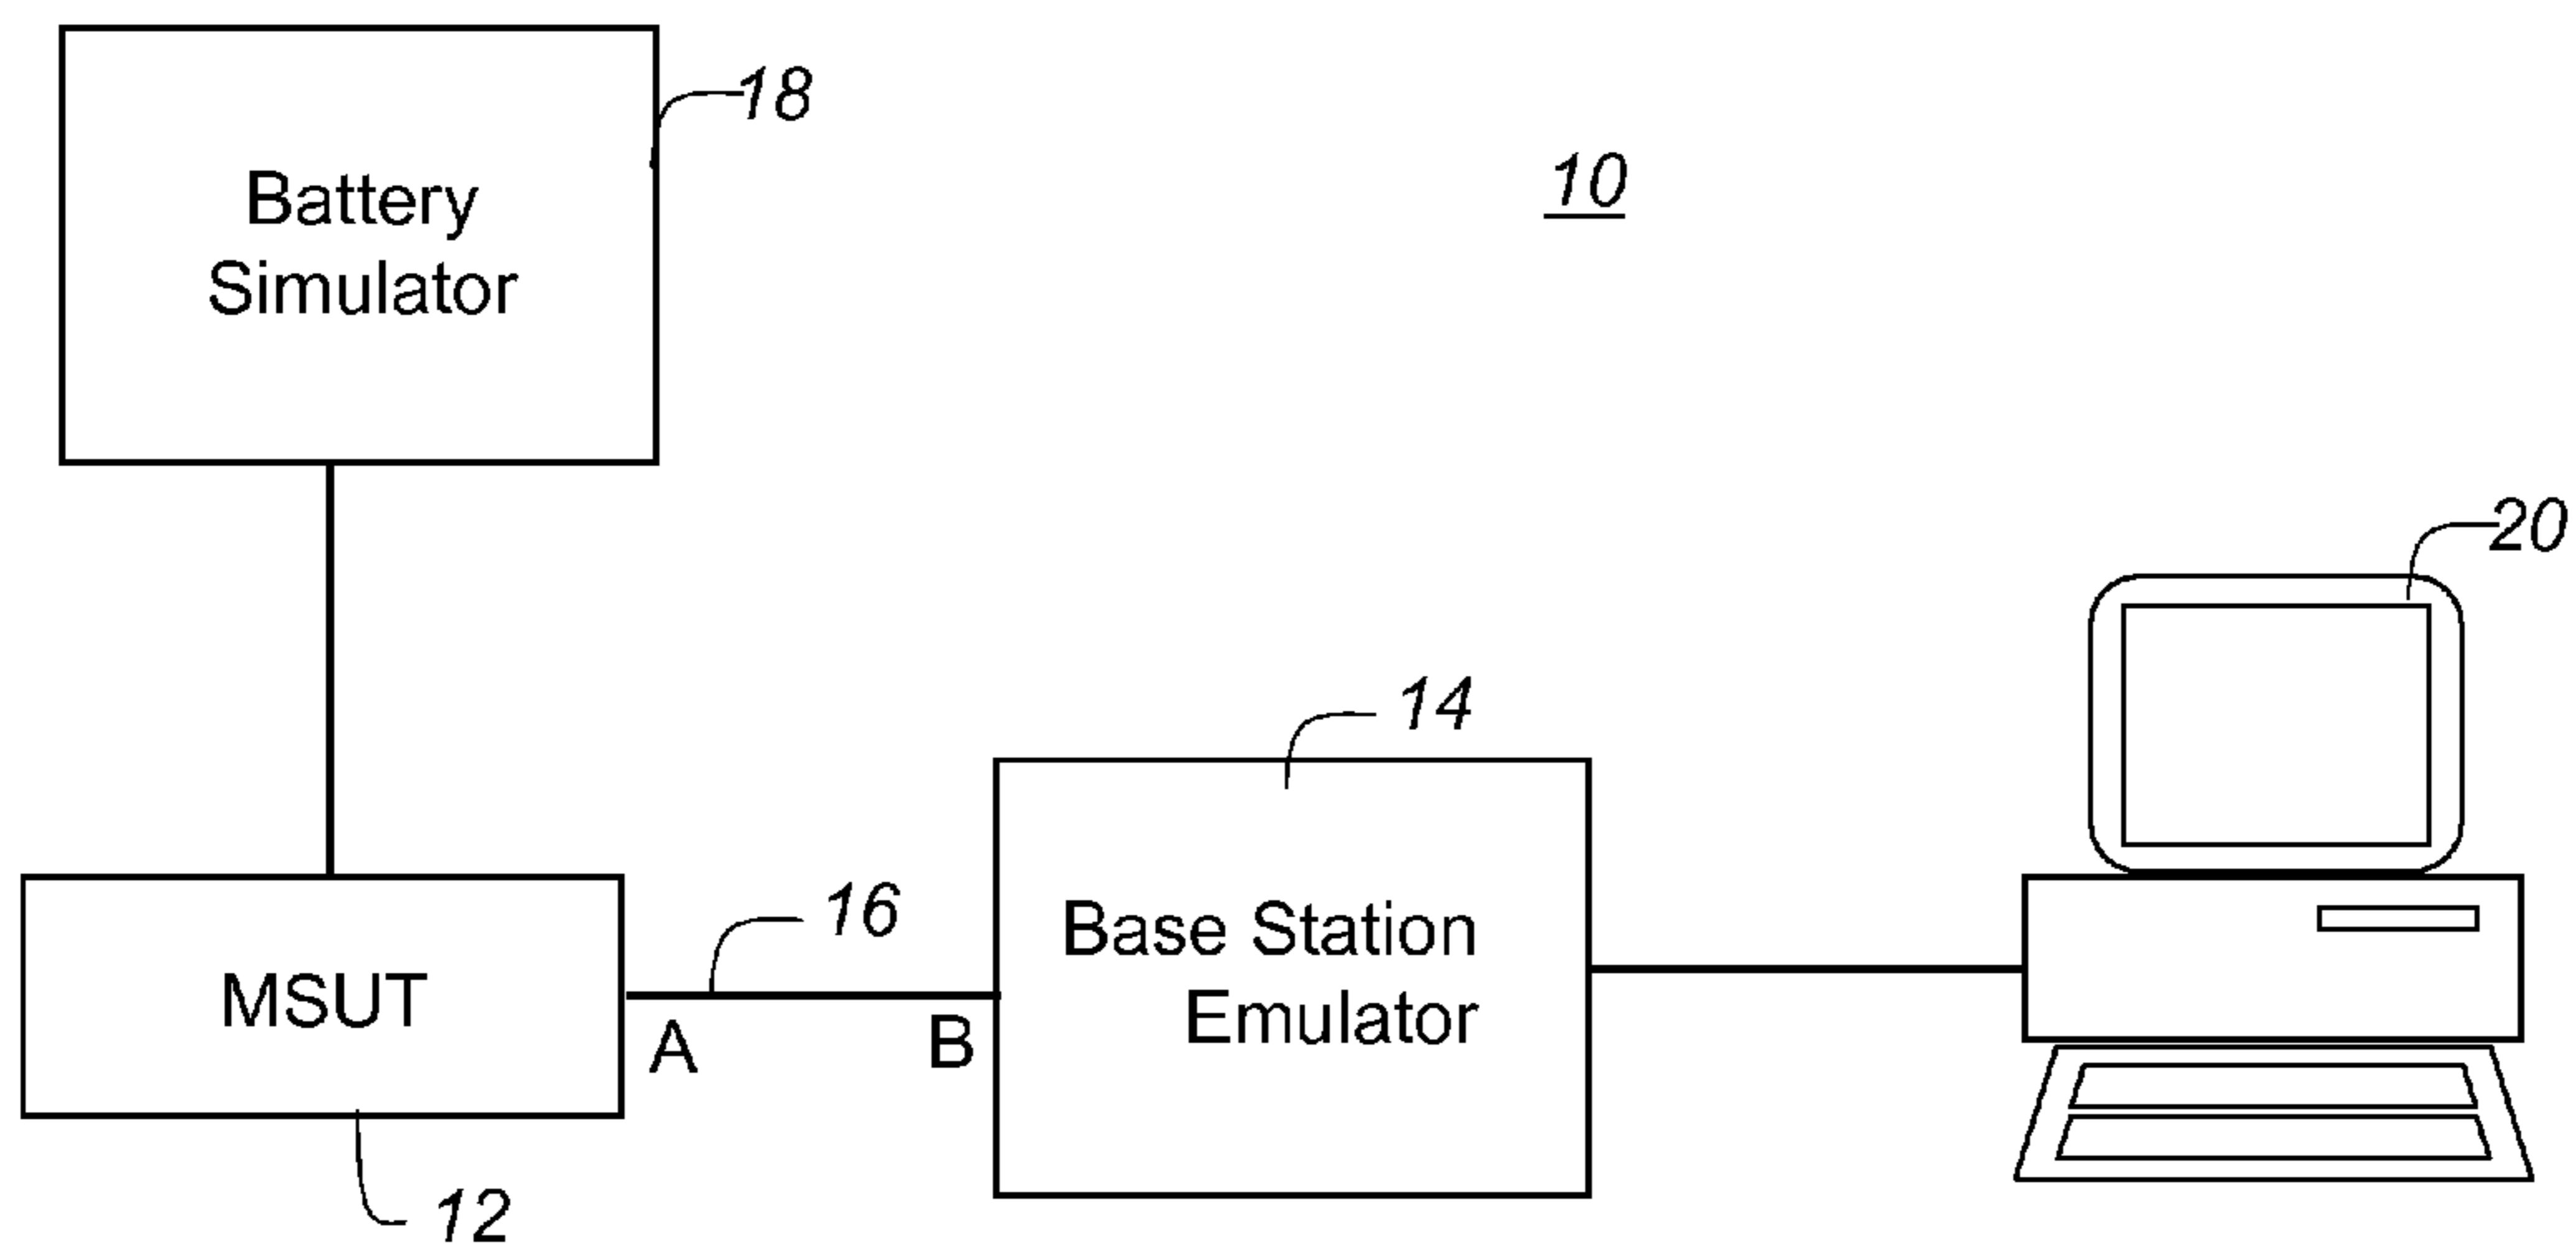 18
Battery
Simulator
10
20
14
16
Base Station
Emulator
MSUT
A
B
12